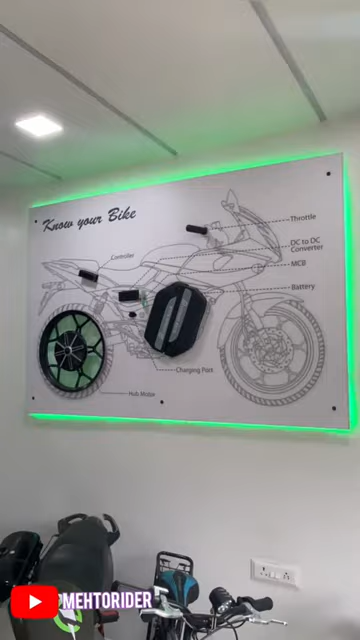 Know your Bike
Throttle
DC to DC
Converter
Controller
MCB
Battery
Charging Port
Hub Motor
MEHTORIDER